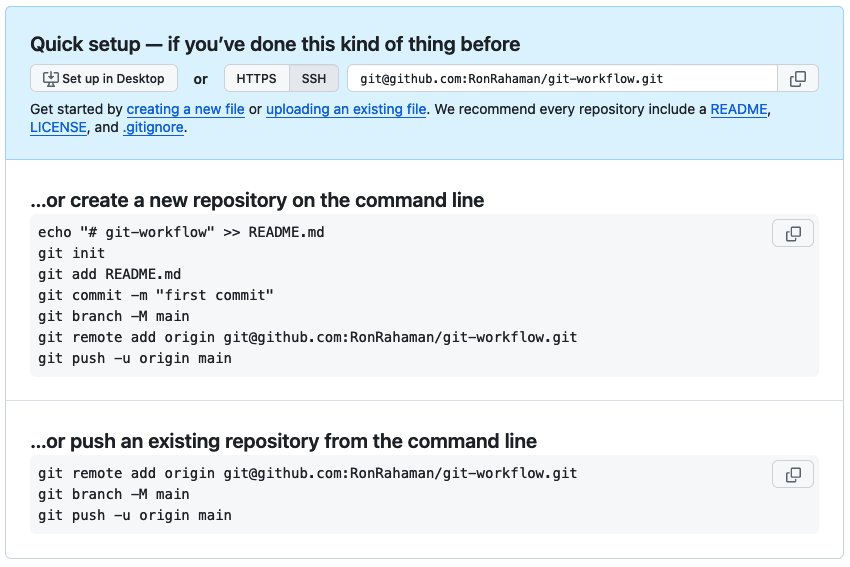 Quick setup — if you’ve done this kind of thing before
Set up in Desktop or HTTPS SSH git@github.com:RonRahaman/git-workflow.git
Get started by creating a new file or uploading an existing file. We recommend every repository include a README,
LICENSE, and .gitignore.
…or create a new repository on the command line
echo "# git-workflow" >> README.md
git init
git add README.md
git commit -m "first commit"
git branch -M main
git remote add origin git@github.com:RonRahaman/git-workflow.git
git push -u origin main
…or push an existing repository from the command line
git remote add origin git@github.com:RonRahaman/git-workflow.git
git branch -M main
git push -u origin main